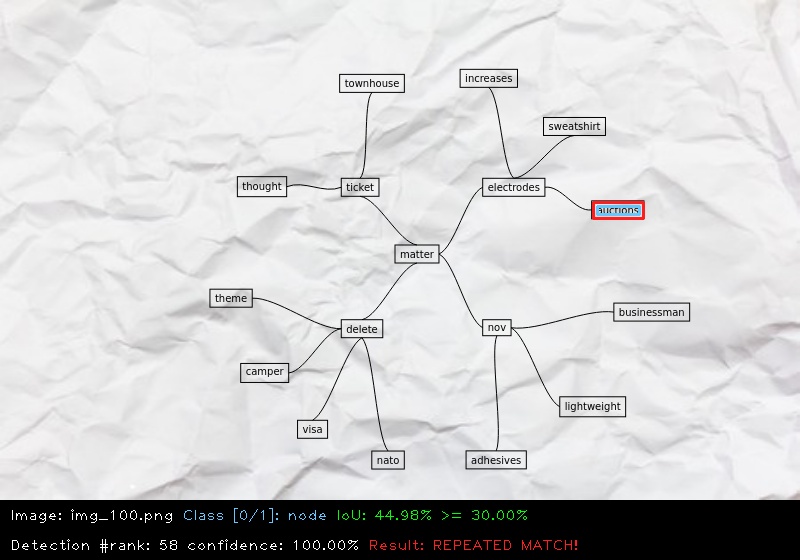 increases
townhouse
sweatshirt
thought
ticket
electrodes
auctions
matter
theme
businessman
delete
nov
camper
lightweight
visa
nato
adhesives
Image: img_100.png Class [0/1]: node IoU: 44.98% >= 30.00%
Detection #rank: 58 confidence: 100.00% Result: REPEATED MATCH!